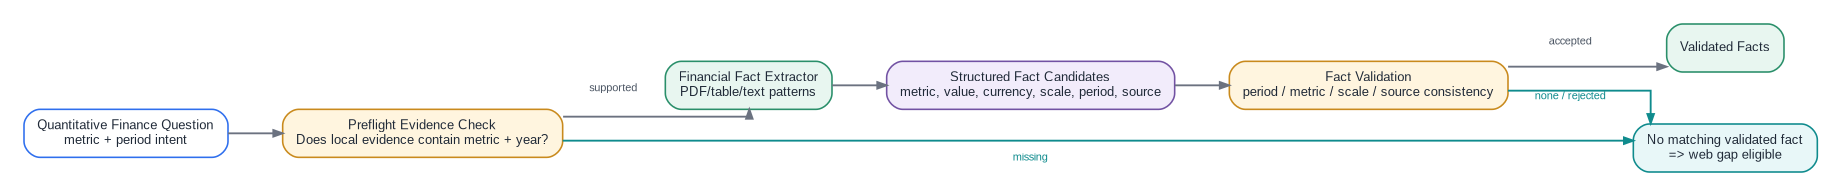 Quantitative Finance Question
metric + period intent
Preflight Evidence Check
Does local evidence contain metric + year?
supported
missing
Financial Fact Extractor
PDF/table/text patterns
Structured Fact Candidates
metric, value, currency, scale, period, source
Fact Validation
period / metric / scale / source consistency
accepted
none / rejected
Validated Facts
No matching validated fact
=> web gap eligible